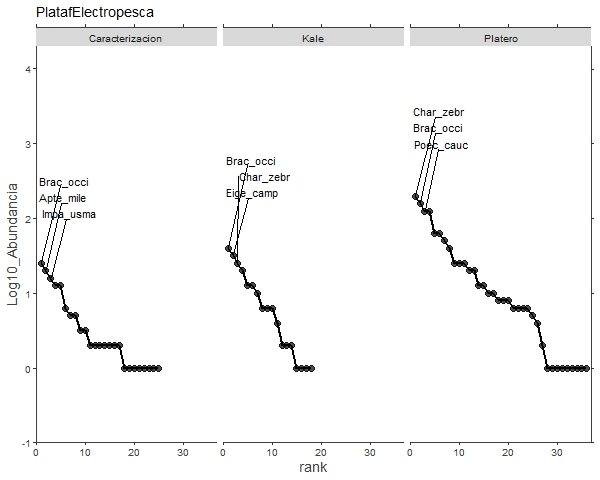 PlatafElectropesca
Caracterizacion
Kale
Platero
Log10_Abundancia
4
3
2
1
0
-1
Brac_occi
Apte_mile
Impa_usma
Brac_occi
Char_zebr
Eige_camp
Char_zebr
Brac_occi
Poec_cauc
0 10 20 30
0 10 20 30
0 10 20 30
rank